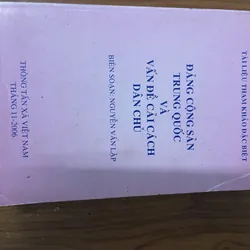 TÀI LIỆU THAM KHẢO ĐẶC BIỆT
ĐẢNG CỘNG SẢN
TRUNG QUỐC
VÀ
VẤN ĐỀ CẢI CÁCH
DÂN CHỦ
BIÊN SOẠN: NGUYỄN VĂN LẬP
THÔNG TẤN XÃ VIỆT NAM
THÁNG 11-2006